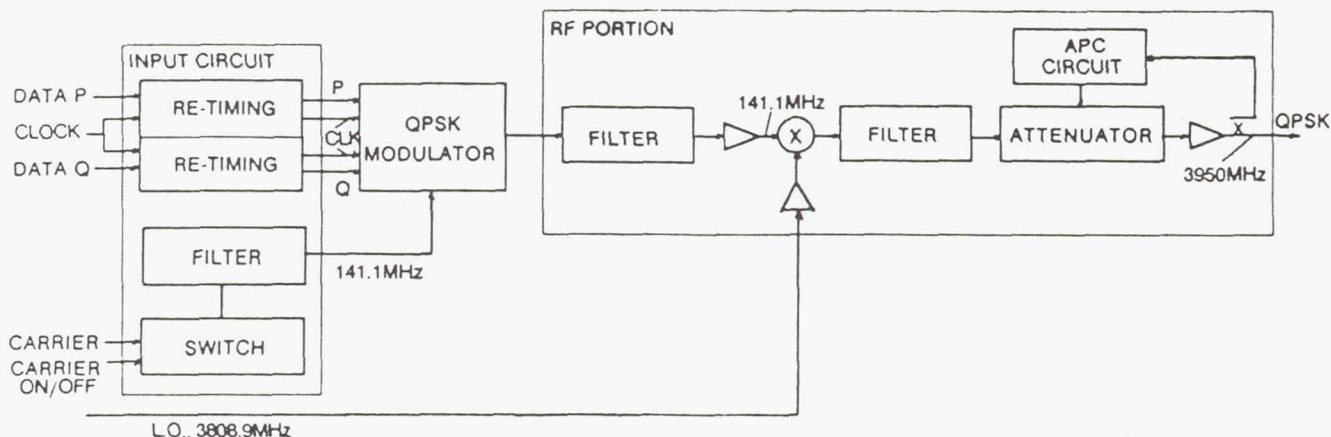 RF PORTION
INPUT CIRCUIT
APC
CIRCUIT
DATA P
RE-TIMING
P
CLOCK
CLK
QPSK
MODULATOR
FILTER
141.1MHz
X
FILTER
ATTENUATOR
X
QPSK
3950MHz
DATA Q
RE-TIMING
Q
FILTER
141.1MHz
CARRIER
CARRIER
ON/OFF
SWITCH
L.O., 3808.9MHz